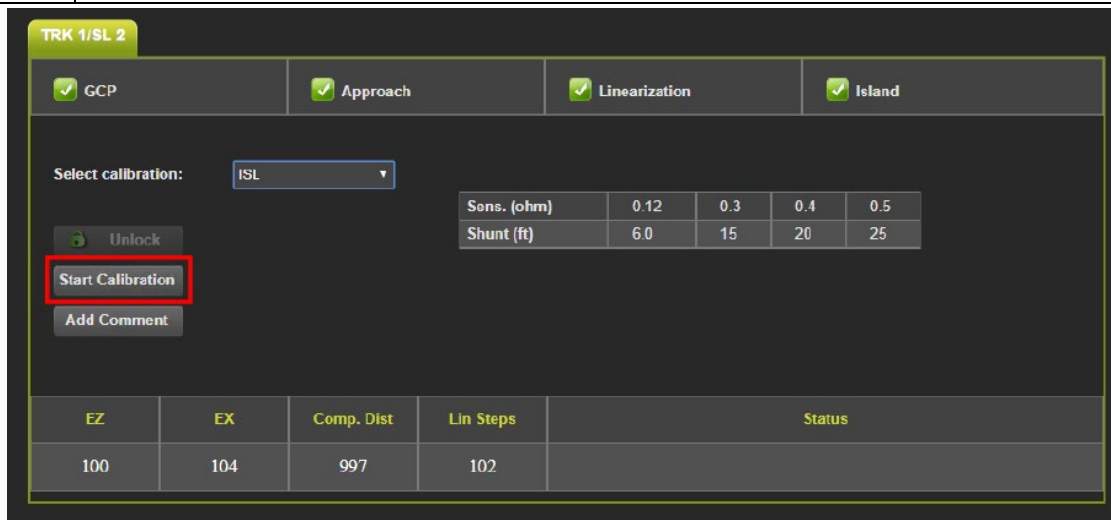 TRK 1/SL 2
GCP Approach Linearization Island
Select calibration: ISL
Sens. (ohm) 0.12 0.3 0.4 0.5
Unlock Shunt (ft) 6.0 15 20 25
Start Calibration
Add Comment
EZ EX Comp. Dist Lin Steps Status
100 104 997 102